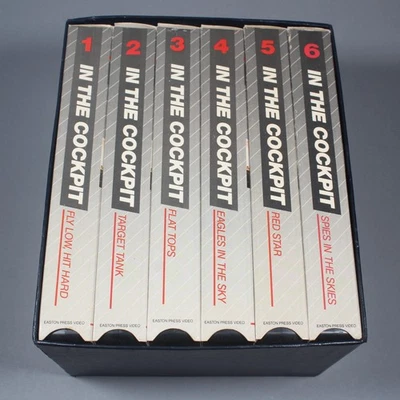 1 IN THE COCKPIT
FLY LOW, HIT HARD
EASTON PRESS VIDEO
2 IN THE COCKPIT
TARGET TANK
EASTON PRESS VIDEO
3 IN THE COCKPIT
FLAT TOPS
EASTON PRESS VIDEO
4 IN THE COCKPIT
EAGLES IN THE SKY
EASTON PRESS VIDEO
5 IN THE COCKPIT
RED STAR
EASTON PRESS VIDEO
6 IN THE COCKPIT
SPIES IN THE SKIES
EASTON PRESS VIDEO